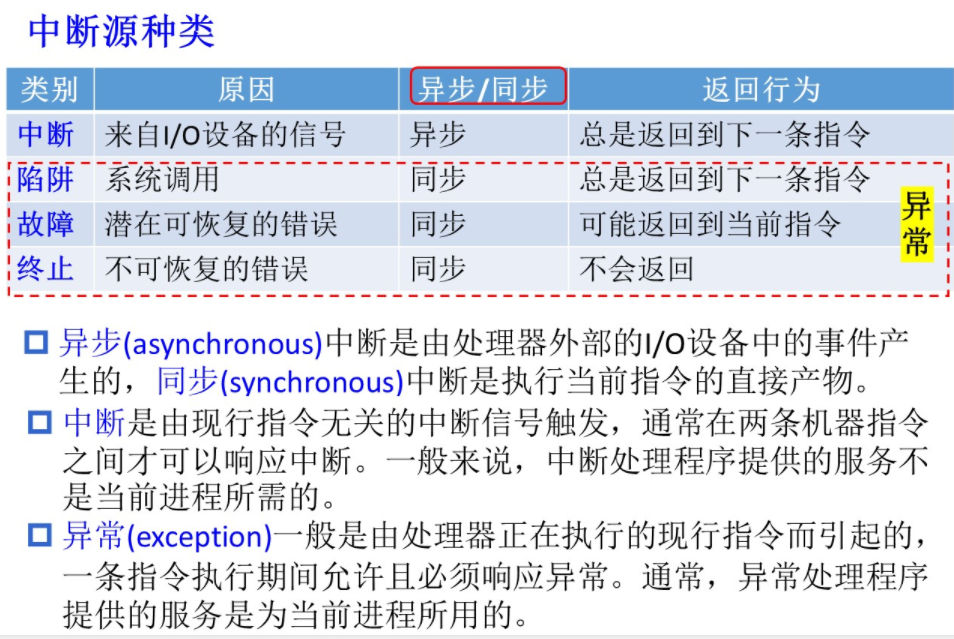 中断源种类
类别 原因 异步/同步 返回行为
中断 来自I/O设备的信号 异步 总是返回到下一条指令
陷阱 系统调用 同步 总是返回到下一条指令
故障 潜在可恢复的错误 同步 可能返回到当前指令
终止 不可恢复的错误 同步 不会返回
异常
异步(asynchronous)中断是由处理器外部的I/O设备中的事件产
生的，同步(synchronous)中断是执行当前指令的直接产物。
中断是由现行指令无关的中断信号触发，通常在两条机器指令
之间才可以响应中断。一般来说，中断处理程序提供的服务不
是当前进程所需的。
异常(exception)一般是由处理器正在执行的现行指令而引起的，
一条指令执行期间允许且必须响应异常。通常，异常处理程序
提供的服务是为当前进程所用的。